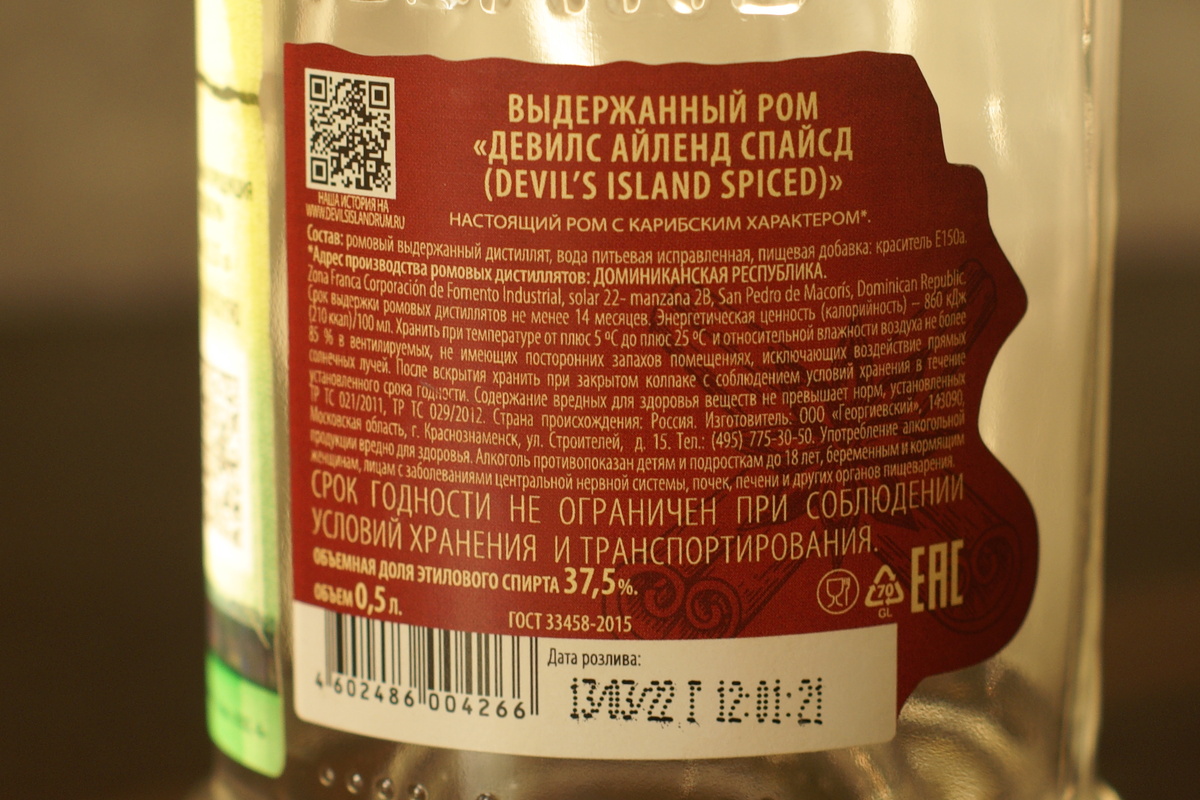 ВЫДЕРЖАННЫЙ РОМ
«ДЕВИЛС АЙЛЕНД СПАЙСД
(DEVIL'S ISLAND SPICED)»
НАСТОЯЩИЙ РОМ С КАРИБСКИМ ХАРАКТЕРОМ*.
НАША ИСТОРИЯ НА
WWW.DEVILSISLANDRUM.RU
Состав: ромовый выдержанный дистиллят, вода питьевая исправленная, пищевая добавка: краситель Е150а.
*Адрес производства ромовых дистиллятов: ДОМИНИКАНСКАЯ РЕСПУБЛИКА.
Zona Franca Corporación de Fomento Industrial, solar 22- manzana 2B, San Pedro de Macorís, Dominican Republic.
Срок выдержки ромовых дистиллятов не менее 14 месяцев. Энергетическая ценность (калорийность) – 860 кДж
(210 ккал)/100 мл. Хранить при температуре от плюс 5 ºС до плюс 25 ºС и относительной влажности воздуха не более
85 % в вентилируемых, не имеющих посторонних запахов помещениях, исключающих воздействие прямых
солнечных лучей. После вскрытия хранить при закрытом колпаке с соблюдением условий хранения в течение
установленного срока годности. Содержание вредных для здоровья веществ не превышает норм, установленных
ТР ТС 021/2011, ТР ТС 029/2012. Страна происхождения: Россия. Изготовитель: ООО «Георгиевский», 143090,
Московская область, г. Краснознаменск, ул. Строителей, д. 15. Тел.: (495) 775-30-50. Употребление алкогольной
продукции вредно для здоровья. Алкоголь противопоказан детям и подросткам до 18 лет, беременным и кормящим
женщинам, лицам с заболеваниями центральной нервной системы, почек, печени и других органов пищеварения.
СРОК ГОДНОСТИ НЕ ОГРАНИЧЕН ПРИ СОБЛЮДЕНИИ
УСЛОВИЙ ХРАНЕНИЯ И ТРАНСПОРТИРОВАНИЯ.
ОБЪЕМНАЯ ДОЛЯ ЭТИЛОВОГО СПИРТА 37,5%.
ОБЪЕМ 0,5 л.
ГОСТ 33458-2015
70
GL
EAC
Дата розлива:
13/03/22 Г 12:01:21
4 602486 004266